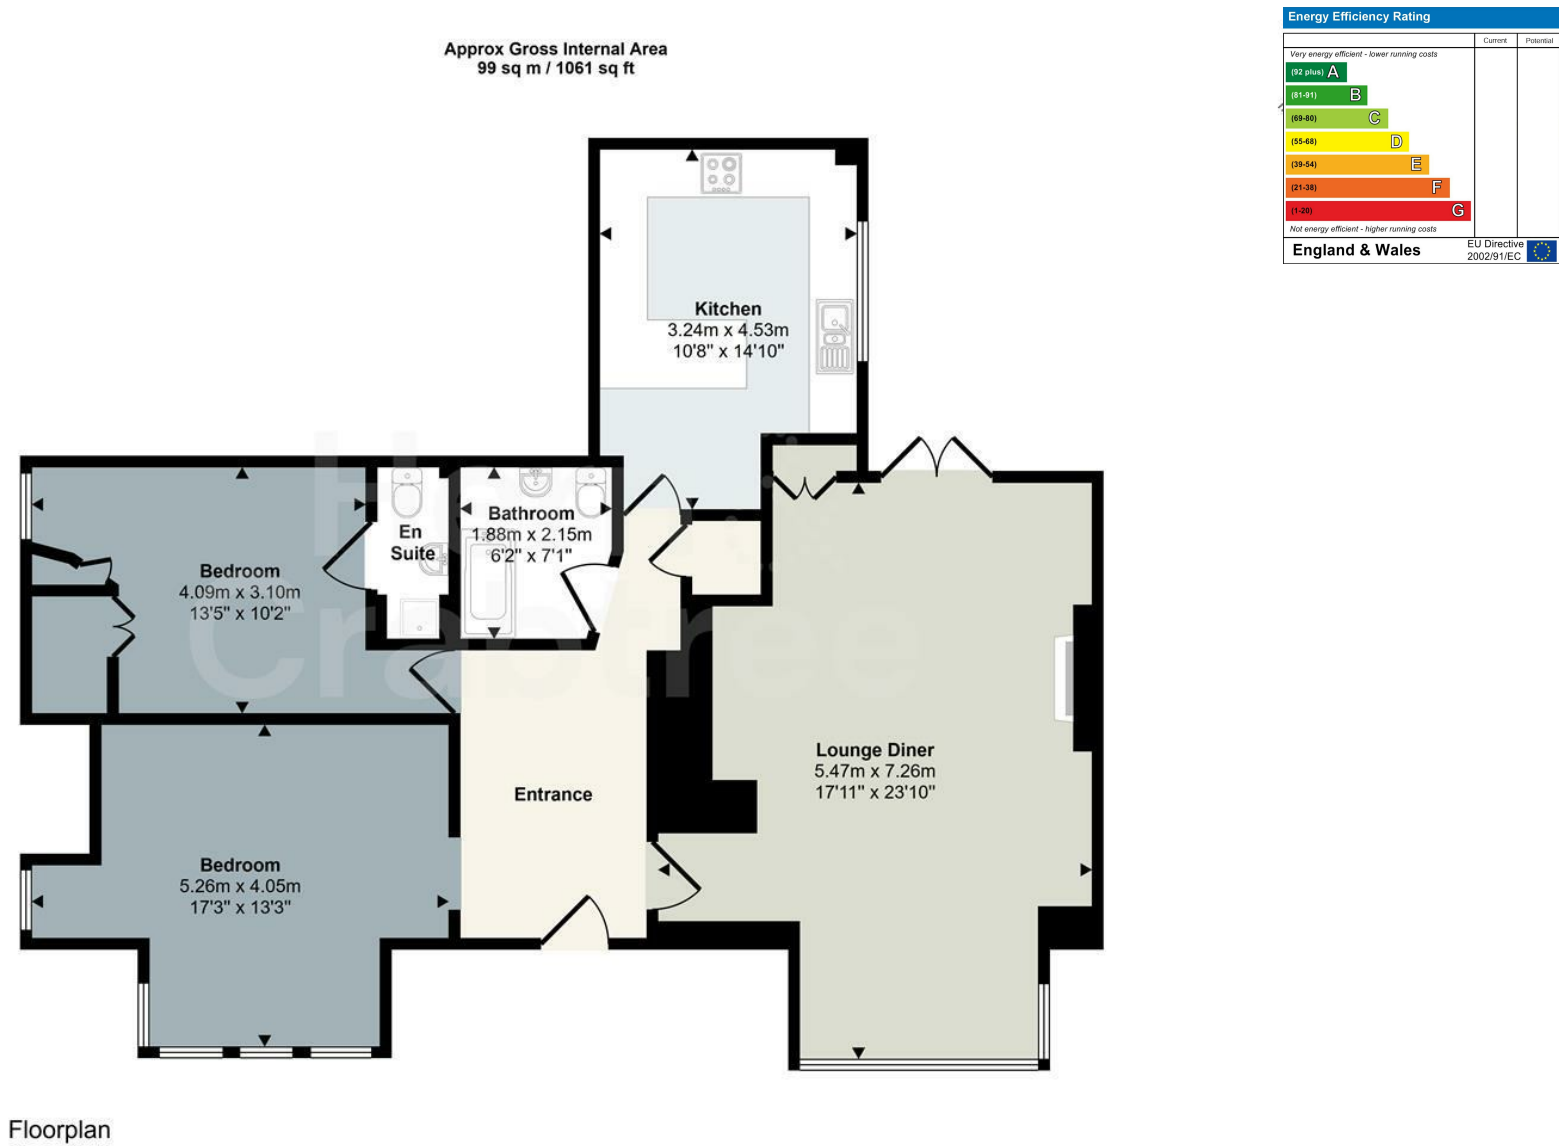 Approx Gross Internal Area
99 sq m / 1061 sq ft
Energy Efficiency Rating
Current
Potential
Very energy efficient - lower running costs
(92 plus) A
(81-91) B
(69-80) C
(55-68) D
(39-54) E
(21-38) F
(1-20) G
Not energy efficient - higher running costs
England & Wales
EU Directive
2002/91/EC
Kitchen
3.24m x 4.53m
10'8" x 14'10"
En
Suite
Bathroom
1.88m x 2.15m
6'2" x 7'1"
Bedroom
4.09m x 3.10m
13'5" x 10'2"
Crabtree
Lounge Diner
5.47m x 7.26m
17'11" x 23'10"
Entrance
Bedroom
5.26m x 4.05m
17'3" x 13'3"
Floorplan